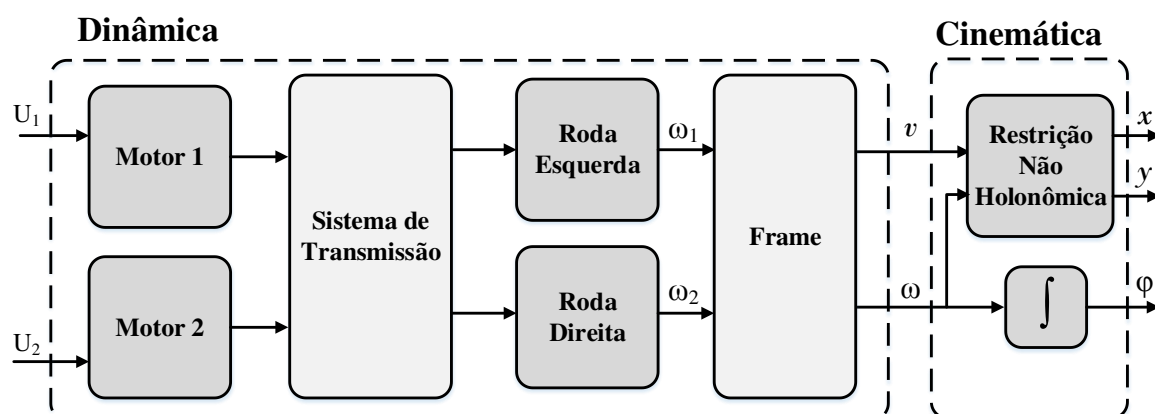 Dinâmica
Cinemática
U1
Motor 1
Sistema de
Transmissão
Roda
Esquerda
ω1
Frame
v
Restrição
Não
Holonômica
x
y
U2
Motor 2
Roda
Direita
ω2
ω
∫
φ